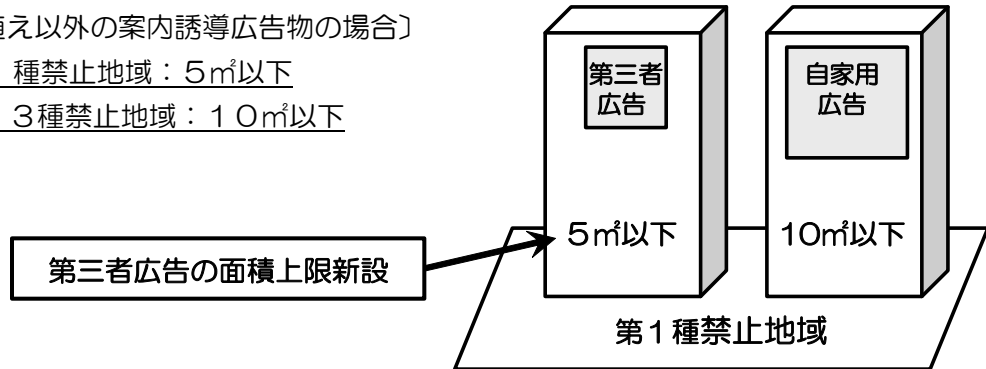 植え以外の案内誘導広告物の場合〕
種禁止地域：５㎡以下
３種禁止地域：１０㎡以下
第三者
広告
自家用
広告
５㎡以下
10㎡以下
第三者広告の面積上限新設
第１種禁止地域